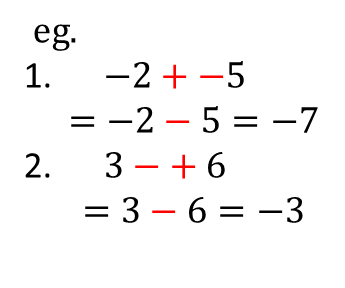 eg.
1. −2 + −5
= −2 − 5 = −7
2. 3 − + 6
= 3 − 6 = −3